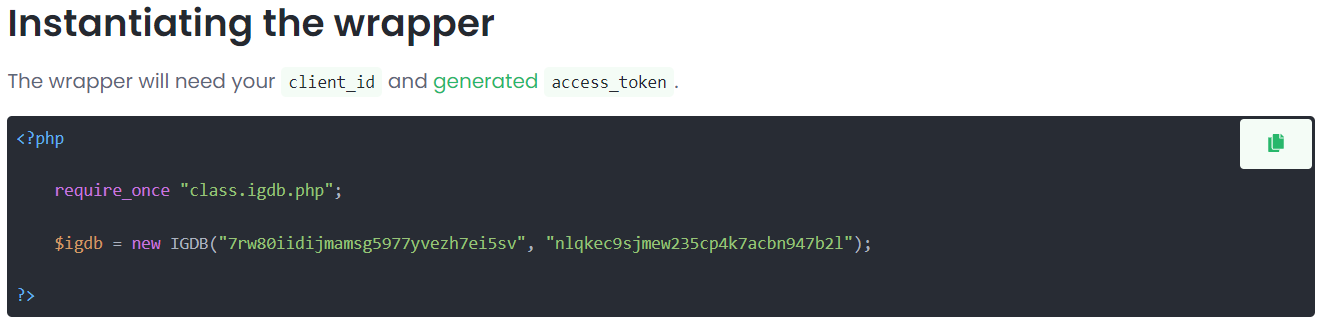 Instantiating the wrapper
The wrapper will need your client_id and generated access_token.
<?php
require_once "class.igdb.php";
$igdb = new IGDB("7rw80iidijmamsg5977yvezh7ei5sv", "nlqkec9sjmew235cp4k7acbn947b2l");
?>